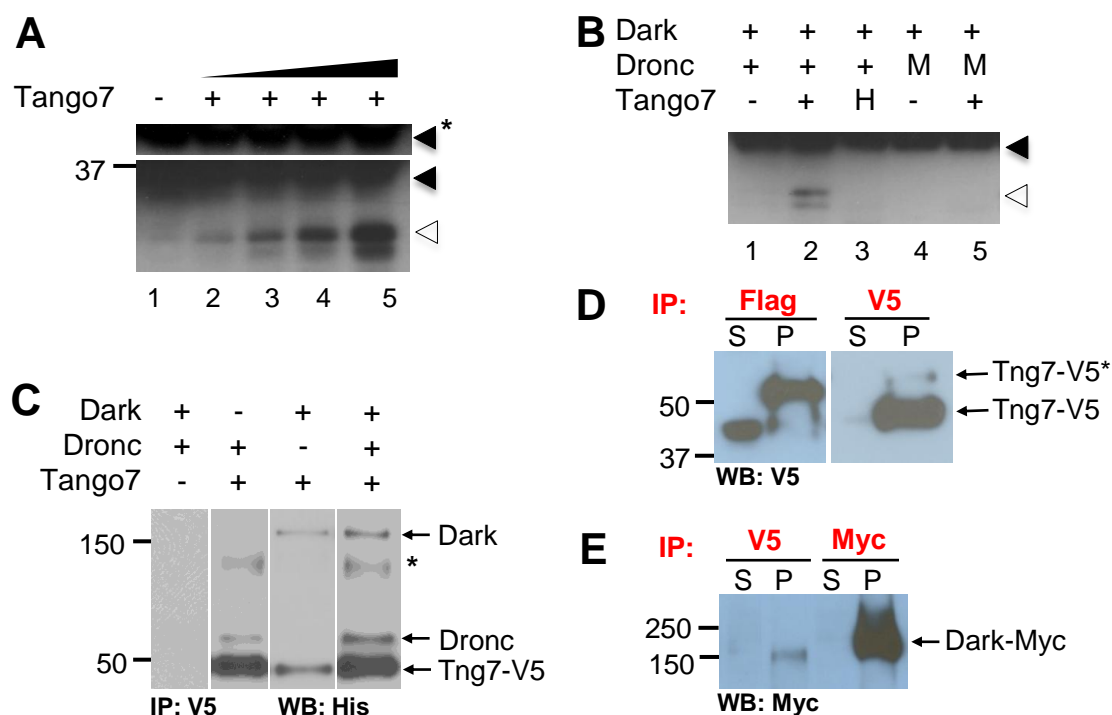 A
Tango7 - + + + +
*
37
1 2 3 4 5
B
Dark + + + + +
Dronc + + + M M
Tango7 - + H - +
1 2 3 4 5
C
Dark + - + +
Dronc + + - +
Tango7 - + + +
150
Dark
*
Dronc
50
Tng7-V5
IP: V5 WB: His
D
IP: Flag V5
S P S P
Tng7-V5*
50
Tng7-V5
37
WB: V5
E
IP: V5 Myc
S P S P
250
Dark-Myc
150
WB: Myc